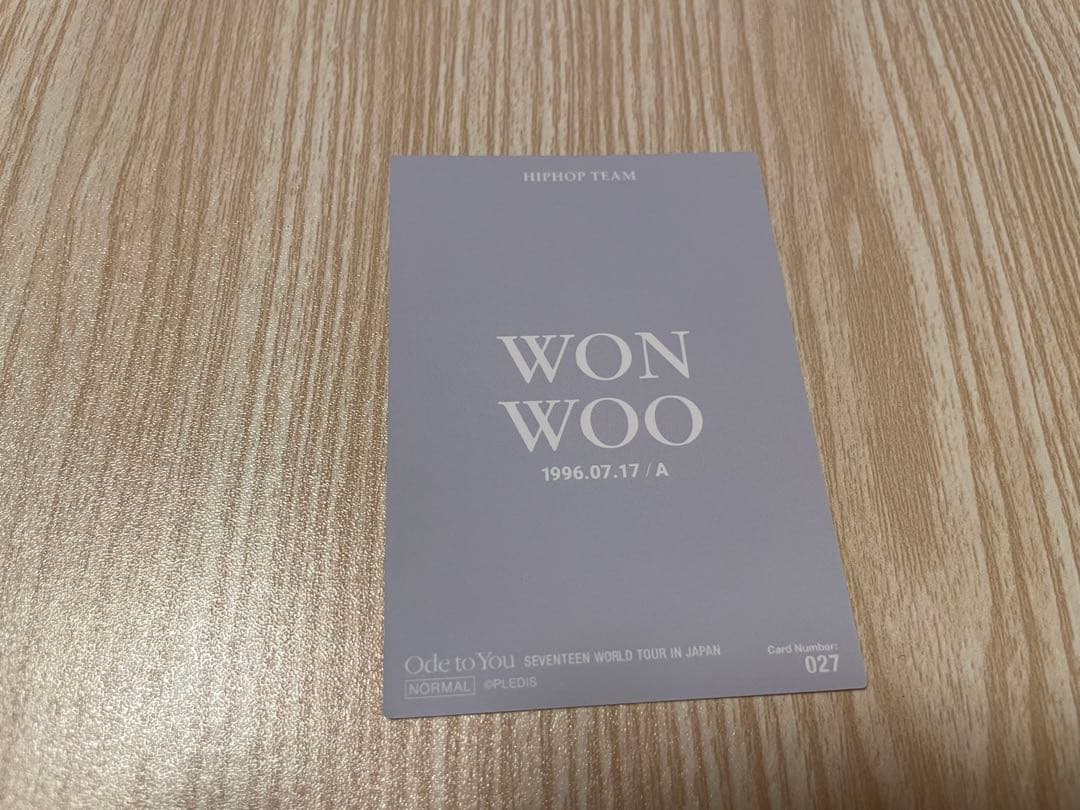 HIPHOP TEAM
WON
WOO
1996.07.17 / A
Ode to You SEVENTEEN WORLD TOUR IN JAPAN
NORMAL ©PLEDIS
Card Number:
027